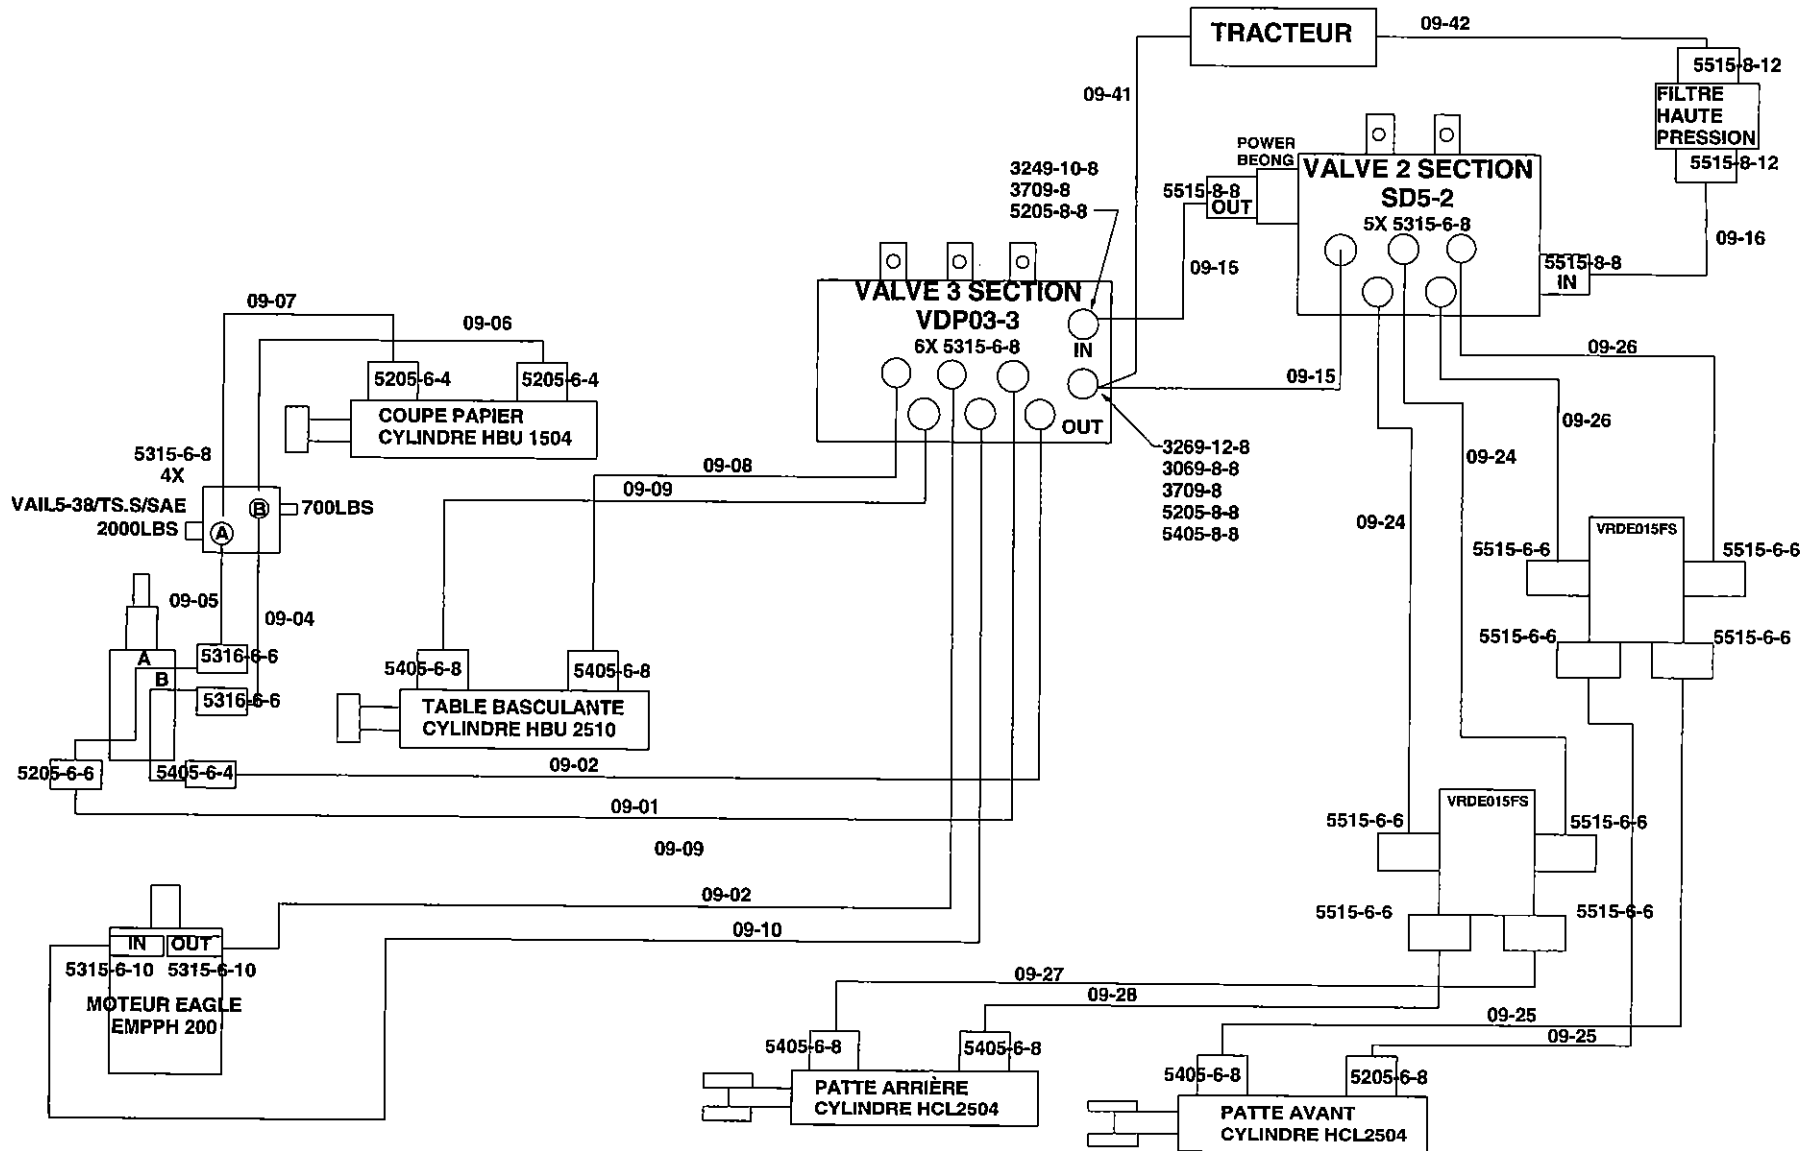 TRACTEUR
09-42
5515-8-12
FILTRE
HAUTE
PRESSION
5515-8-12
09-41
09-16
POWER
BEONG
5515-8-8
OUT
VALVE 2 SECTION
SD5-2
5X 5315-6-8
5515-8-8
IN
3249-10-8
3709-8
5205-8-8
09-15
VALVE 3 SECTION
VDP03-3
6X 5315-6-8
IN
OUT
09-15
3269-12-8
3069-8-8
3709-8
5205-8-8
5405-8-8
09-26
09-26
09-24
09-24
09-07
09-06
5205-6-4
5205-6-4
COUPE PAPIER
CYLINDRE HBU 1504
5315-6-8
4X
VAIL5-38/TS.S/SAE
2000LBS
B
A
700LBS
09-08
09-09
09-05
09-04
A
B
5316-6-6
5316-6-6
5205-6-6
5405-6-4
5405-6-8
5405-6-8
TABLE BASCULANTE
CYLINDRE HBU 2510
09-02
09-01
09-09
09-02
09-10
IN
OUT
5315-6-10
5315-6-10
MOTEUR EAGLE
EMPPH 200
VRDE015FS
5515-6-6
5515-6-6
5515-6-6
5515-6-6
VRDE015FS
5515-6-6
5515-6-6
5515-6-6
5515-6-6
09-27
09-28
09-25
09-25
5405-6-8
5405-6-8
PATTE ARRIÈRE
CYLINDRE HCL2504
5405-6-8
5205-6-8
PATTE AVANT
CYLINDRE HCL2504